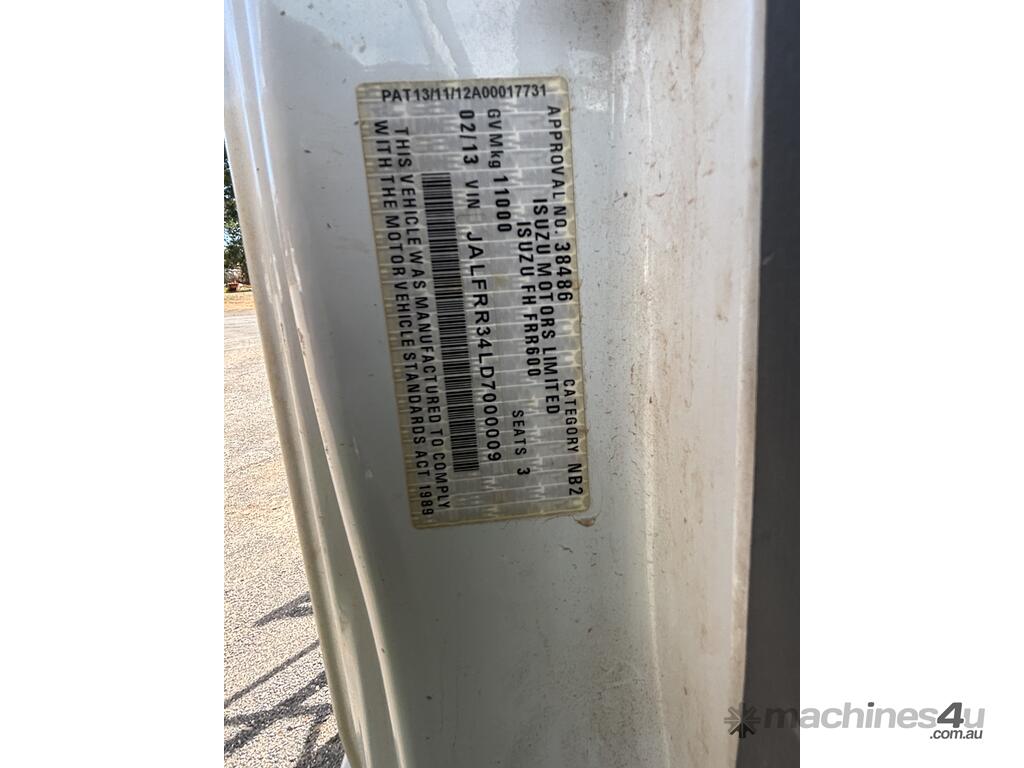 APPROVAL NO. 38486 CATEGORY NB2
ISUZU MOTORS LIMITED
ISUZU FH FRR600
GVMkg 11000 SEATS 3
02/13 VIN JALFRR34LD7000009
THIS VEHICLE WAS MANUFACTURED TO COMPLY
WITH THE MOTOR VEHICLE STANDARDS ACT 1989
PAT13/11/12A00017731
machines4u
.com.au